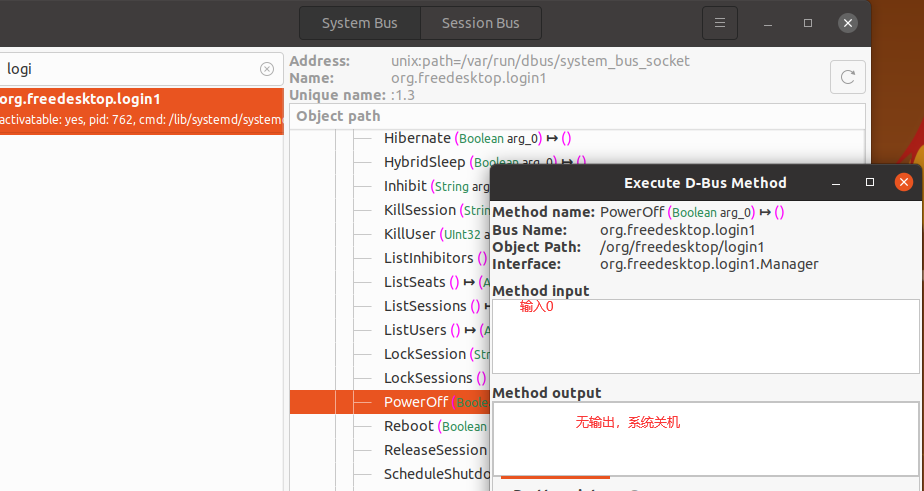 System Bus
Session Bus
logi
org.freedesktop.login1
activatable: yes, pid: 762, cmd: /lib/systemd/system
Address: unix:path=/var/run/dbus/system_bus_socket
Name: org.freedesktop.login1
Unique name: :1.3
Object path
Hibernate (Boolean arg_0) ↦ ()
HybridSleep (Boolean arg_0) ↦ ()
Inhibit (String arg
KillSession (Strin
KillUser (UInt32 a
ListInhibitors ()
ListSeats () ↦ (A
ListSessions () ↦
ListUsers () ↦ (A
LockSession (Str
LockSessions ()
PowerOff (Boole
Reboot (Boolean
ReleaseSession
ScheduleShutdo
Execute D-Bus Method
Method name: PowerOff (Boolean arg_0) ↦ ()
Bus Name: org.freedesktop.login1
Object Path: /org/freedesktop/login1
Interface: org.freedesktop.login1.Manager
Method input
输入0
Method output
无输出，系统关机